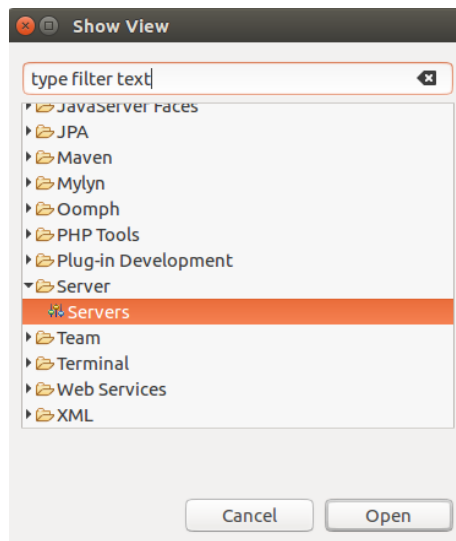 Show View
type filter text
JavaServer Faces
JPA
Maven
Mylyn
Oomph
PHP Tools
Plug-in Development
Server
Servers
Team
Terminal
Web Services
XML
Cancel
Open